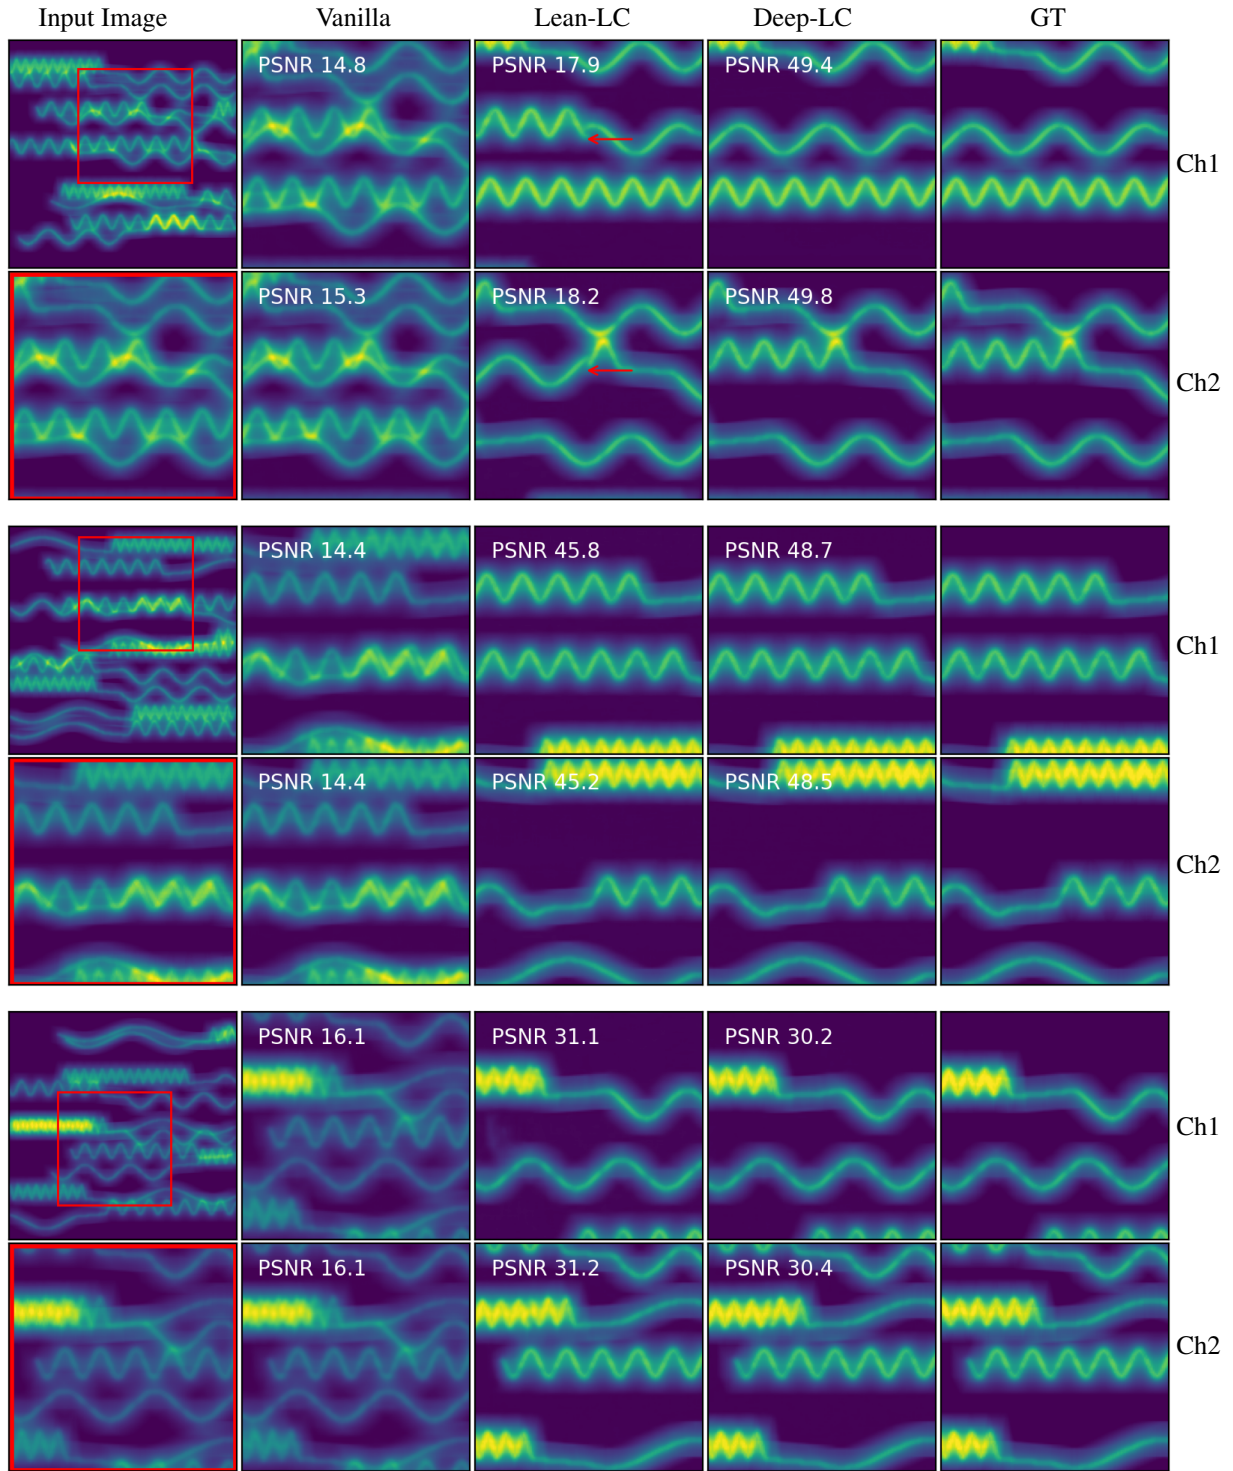 Input Image Vanilla Lean-LC Deep-LC GT
PSNR 14.8 PSNR 17.9 PSNR 49.4
Ch1
PSNR 15.3 PSNR 18.2 PSNR 49.8
Ch2
PSNR 14.4 PSNR 45.8 PSNR 48.7
Ch1
PSNR 14.4 PSNR 45.2 PSNR 48.5
Ch2
PSNR 16.1 PSNR 31.1 PSNR 30.2
Ch1
PSNR 16.1 PSNR 31.2 PSNR 30.4
Ch2